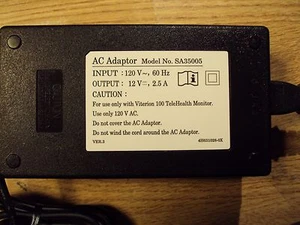 AC Adaptor Model No. SA35005
INPUT : 120 V~, 60 Hz
OUTPUT : 12 V⎓, 2.5 A
CAUTION :
For use only with Viterion 100 TeleHealth Monitor.
Use only 120 VAC.
Do not cover the AC Adaptor.
Do not wind the cord around the AC Adaptor.
VER.2